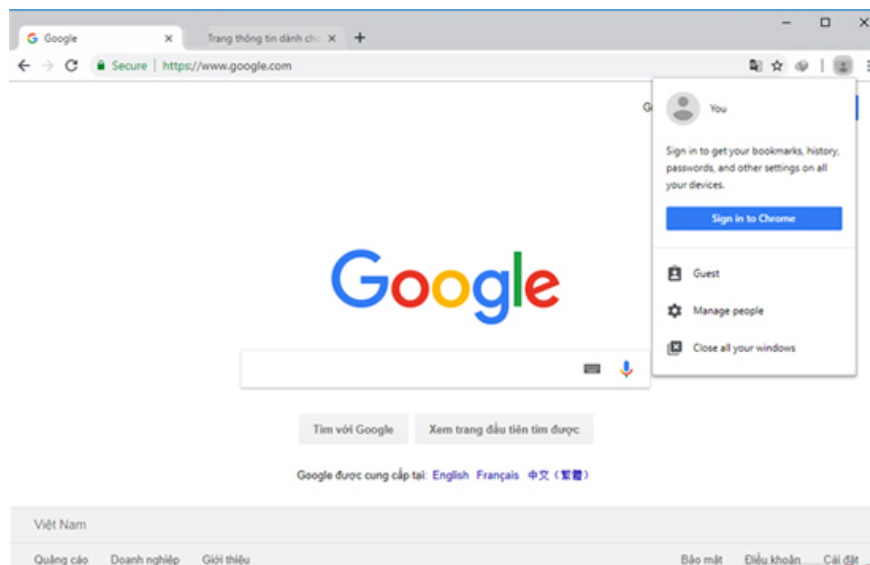 Google
Trang thông tin dành cho
Secure | https://www.google.com
G
You
Sign in to get your bookmarks, history,
passwords, and other settings on all
your devices.
Sign in to Chrome
Guest
Manage people
Close all your windows
Google
Tìm với Google
Xem trang đầu tiên tìm được
Google được cung cấp tại: English Français 中文 (繁體)
Việt Nam
Quảng cáo Doanh nghiệp Giới thiệu
Bảo mật Điều khoản Cài đặt